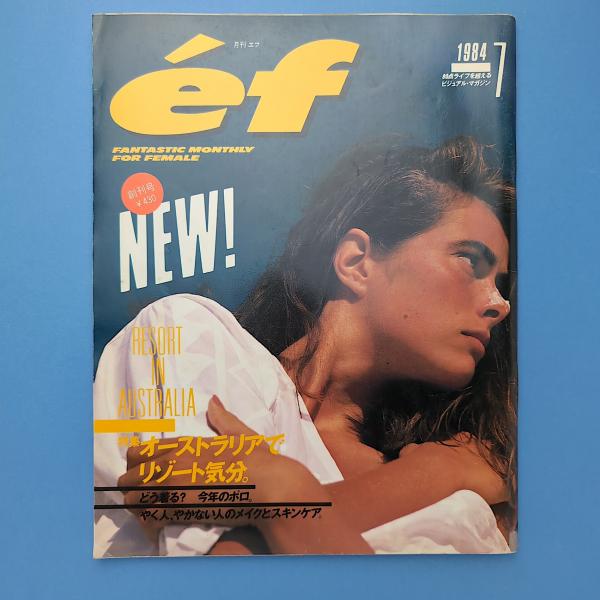 月刊エフ
éf
FANTASTIC MONTHLY
FOR FEMALE
1984
7
80点ライフを超える
ビジュアル・マガジン
創刊号
¥430
NEW!
RESORT
IN
AUSTRALIA
特集 オーストラリアで
リゾート気分。
どう着る? 今年のポロ。
やく人、やかない人のメイクとスキンケア